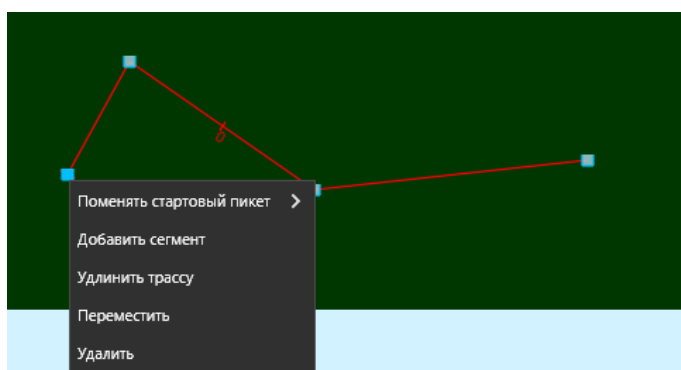 Поменять стартовый пикет
Добавить сегмент
Удлинить трассу
Переместить
Удалить